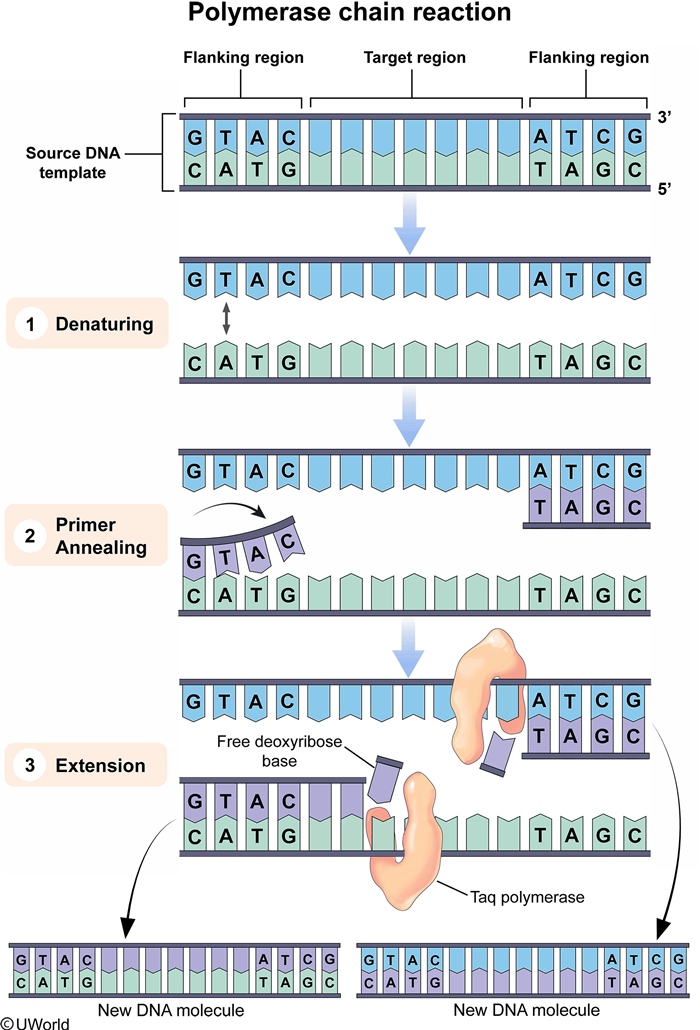 Polymerase chain reaction
Flanking region Target region Flanking region
3’
G T A C A T C G
Source DNA
template
C A T G T A G C
5’
G T A C A T C G
1 Denaturing
C A T G T A G C
G T A C A T C G
T A G C
2 Primer
Annealing
G T A C
C A T G T A G C
G T A C A T C G
T A G C
Free deoxyribose
base
3 Extension
G T A C
C A T G T A G C
Taq polymerase
G T A C A T C G G T A C A T C G
C A T G T A G C C A T G T A G C
New DNA molecule New DNA molecule
© UWorld